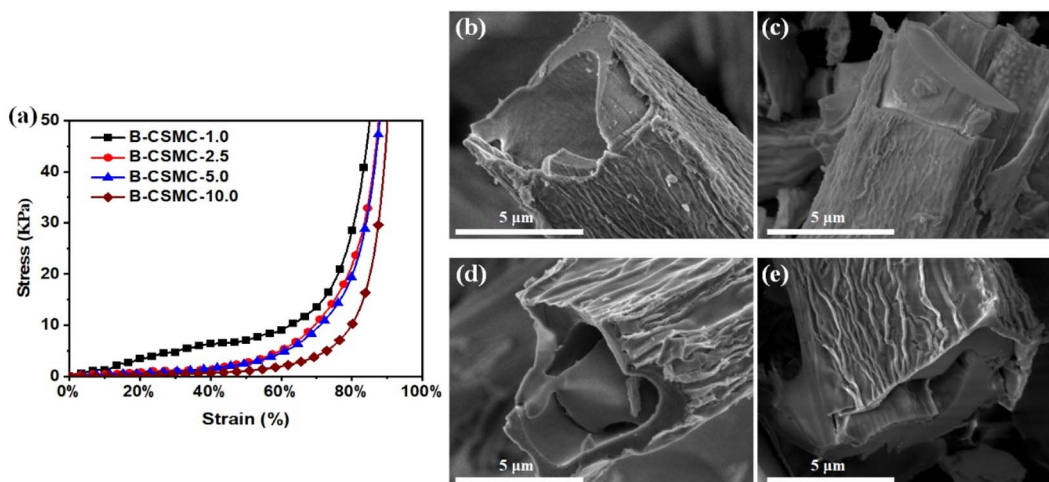 (a)
50
40
30
20
10
0
Stress (KPa)
B-CSMC-1.0
B-CSMC-2.5
B-CSMC-5.0
B-CSMC-10.0
0% 20% 40% 60% 80% 100%
Strain (%)
(b)
5 μm
(c)
5 μm
(d)
5 μm
(e)
5 μm